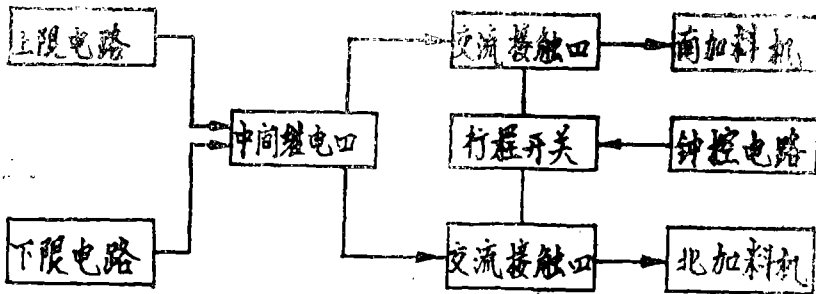 上限电路
交流接触口
南加料机
中间继电口
行程开关
钟控电路
下限电路
交流接触口
北加料机